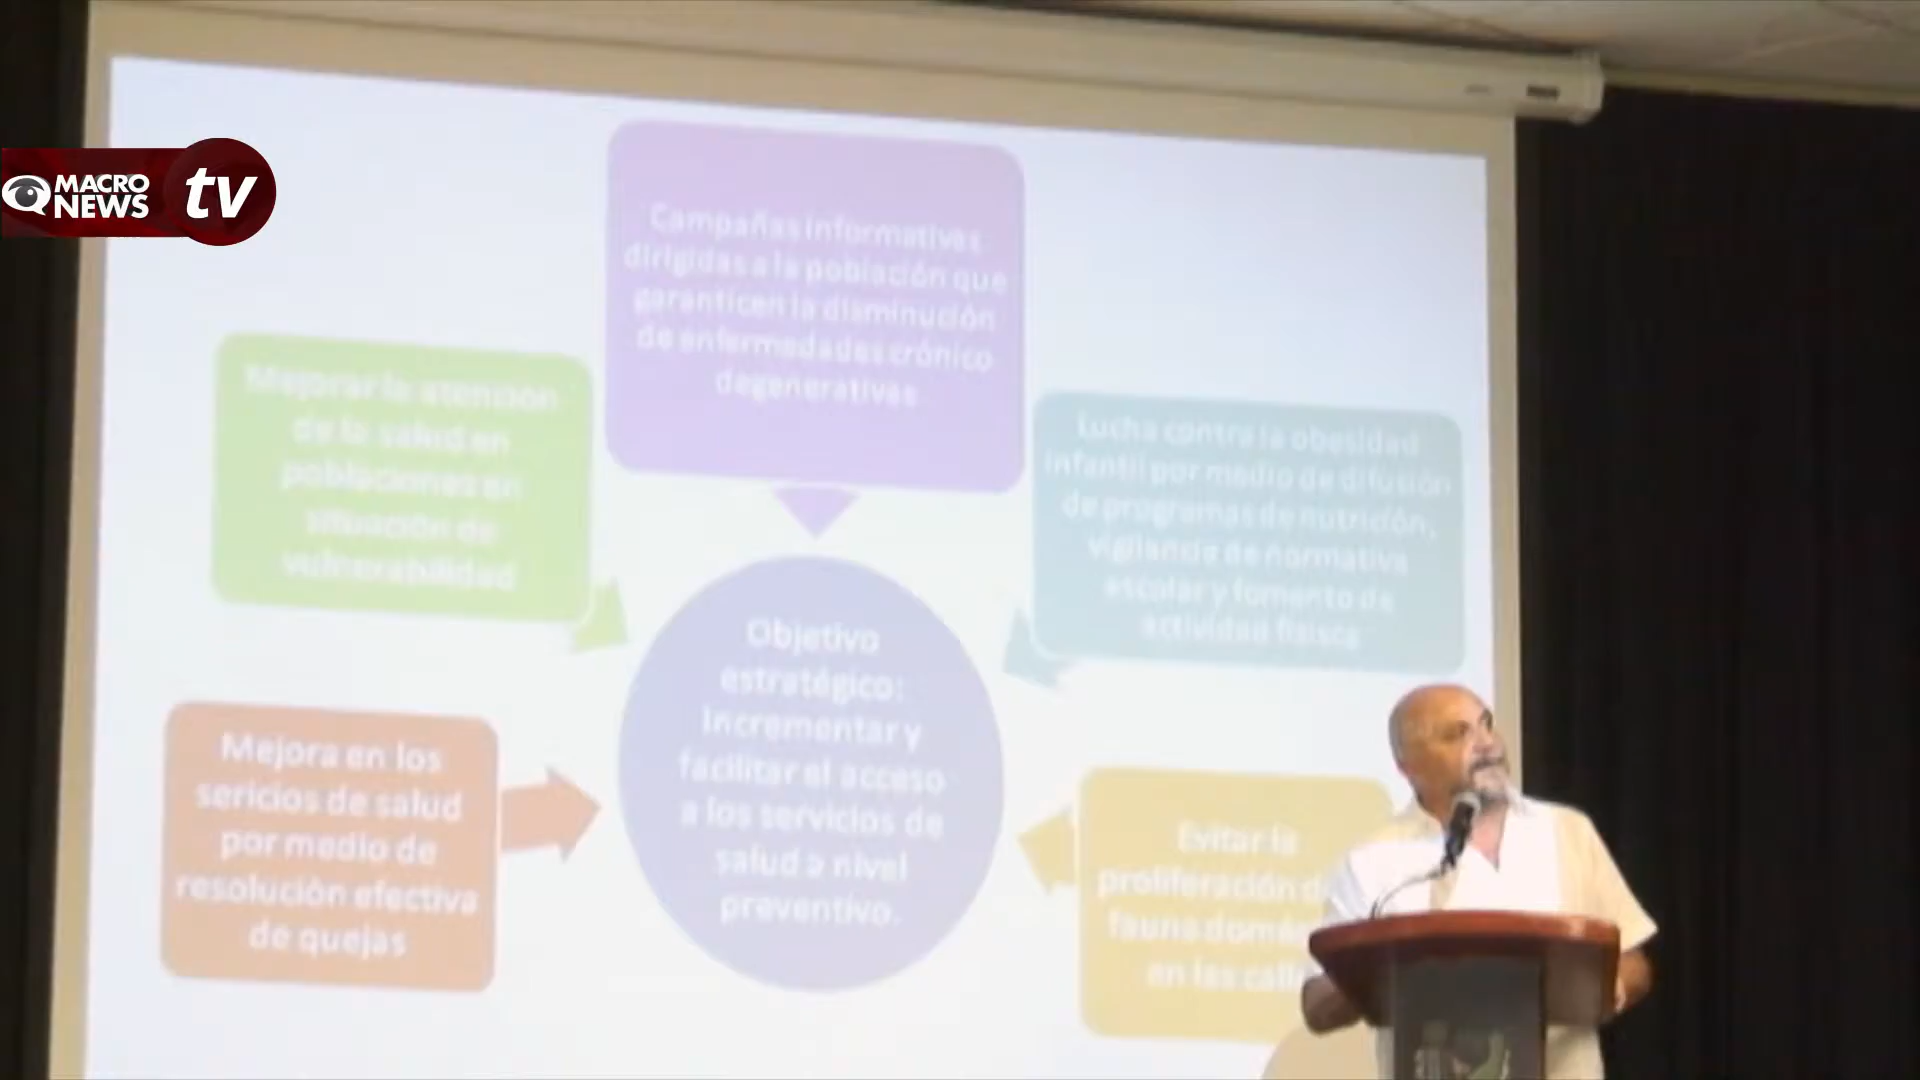 MACRO
NEWS
tv
Campañas informativas
dirigidas a la población que
garanticen la disminución
de enfermedades crónico
degenerativas
Mejorar la atención
de la salud en
poblaciones en
situación de
vulnerabilidad
Lucha contra la obesidad
infantil por medio de difusión
de programas de nutrición,
vigilancia de normativa
escolar y fomento de
actividad física
Objetivo
estratégico:
Incrementar y
facilitar el acceso
a los servicios de
salud a nivel
preventivo.
Mejora en los
sericios de salud
por medio de
resolución efectiva
de quejas
Evitar la
proliferación
fauna
en las